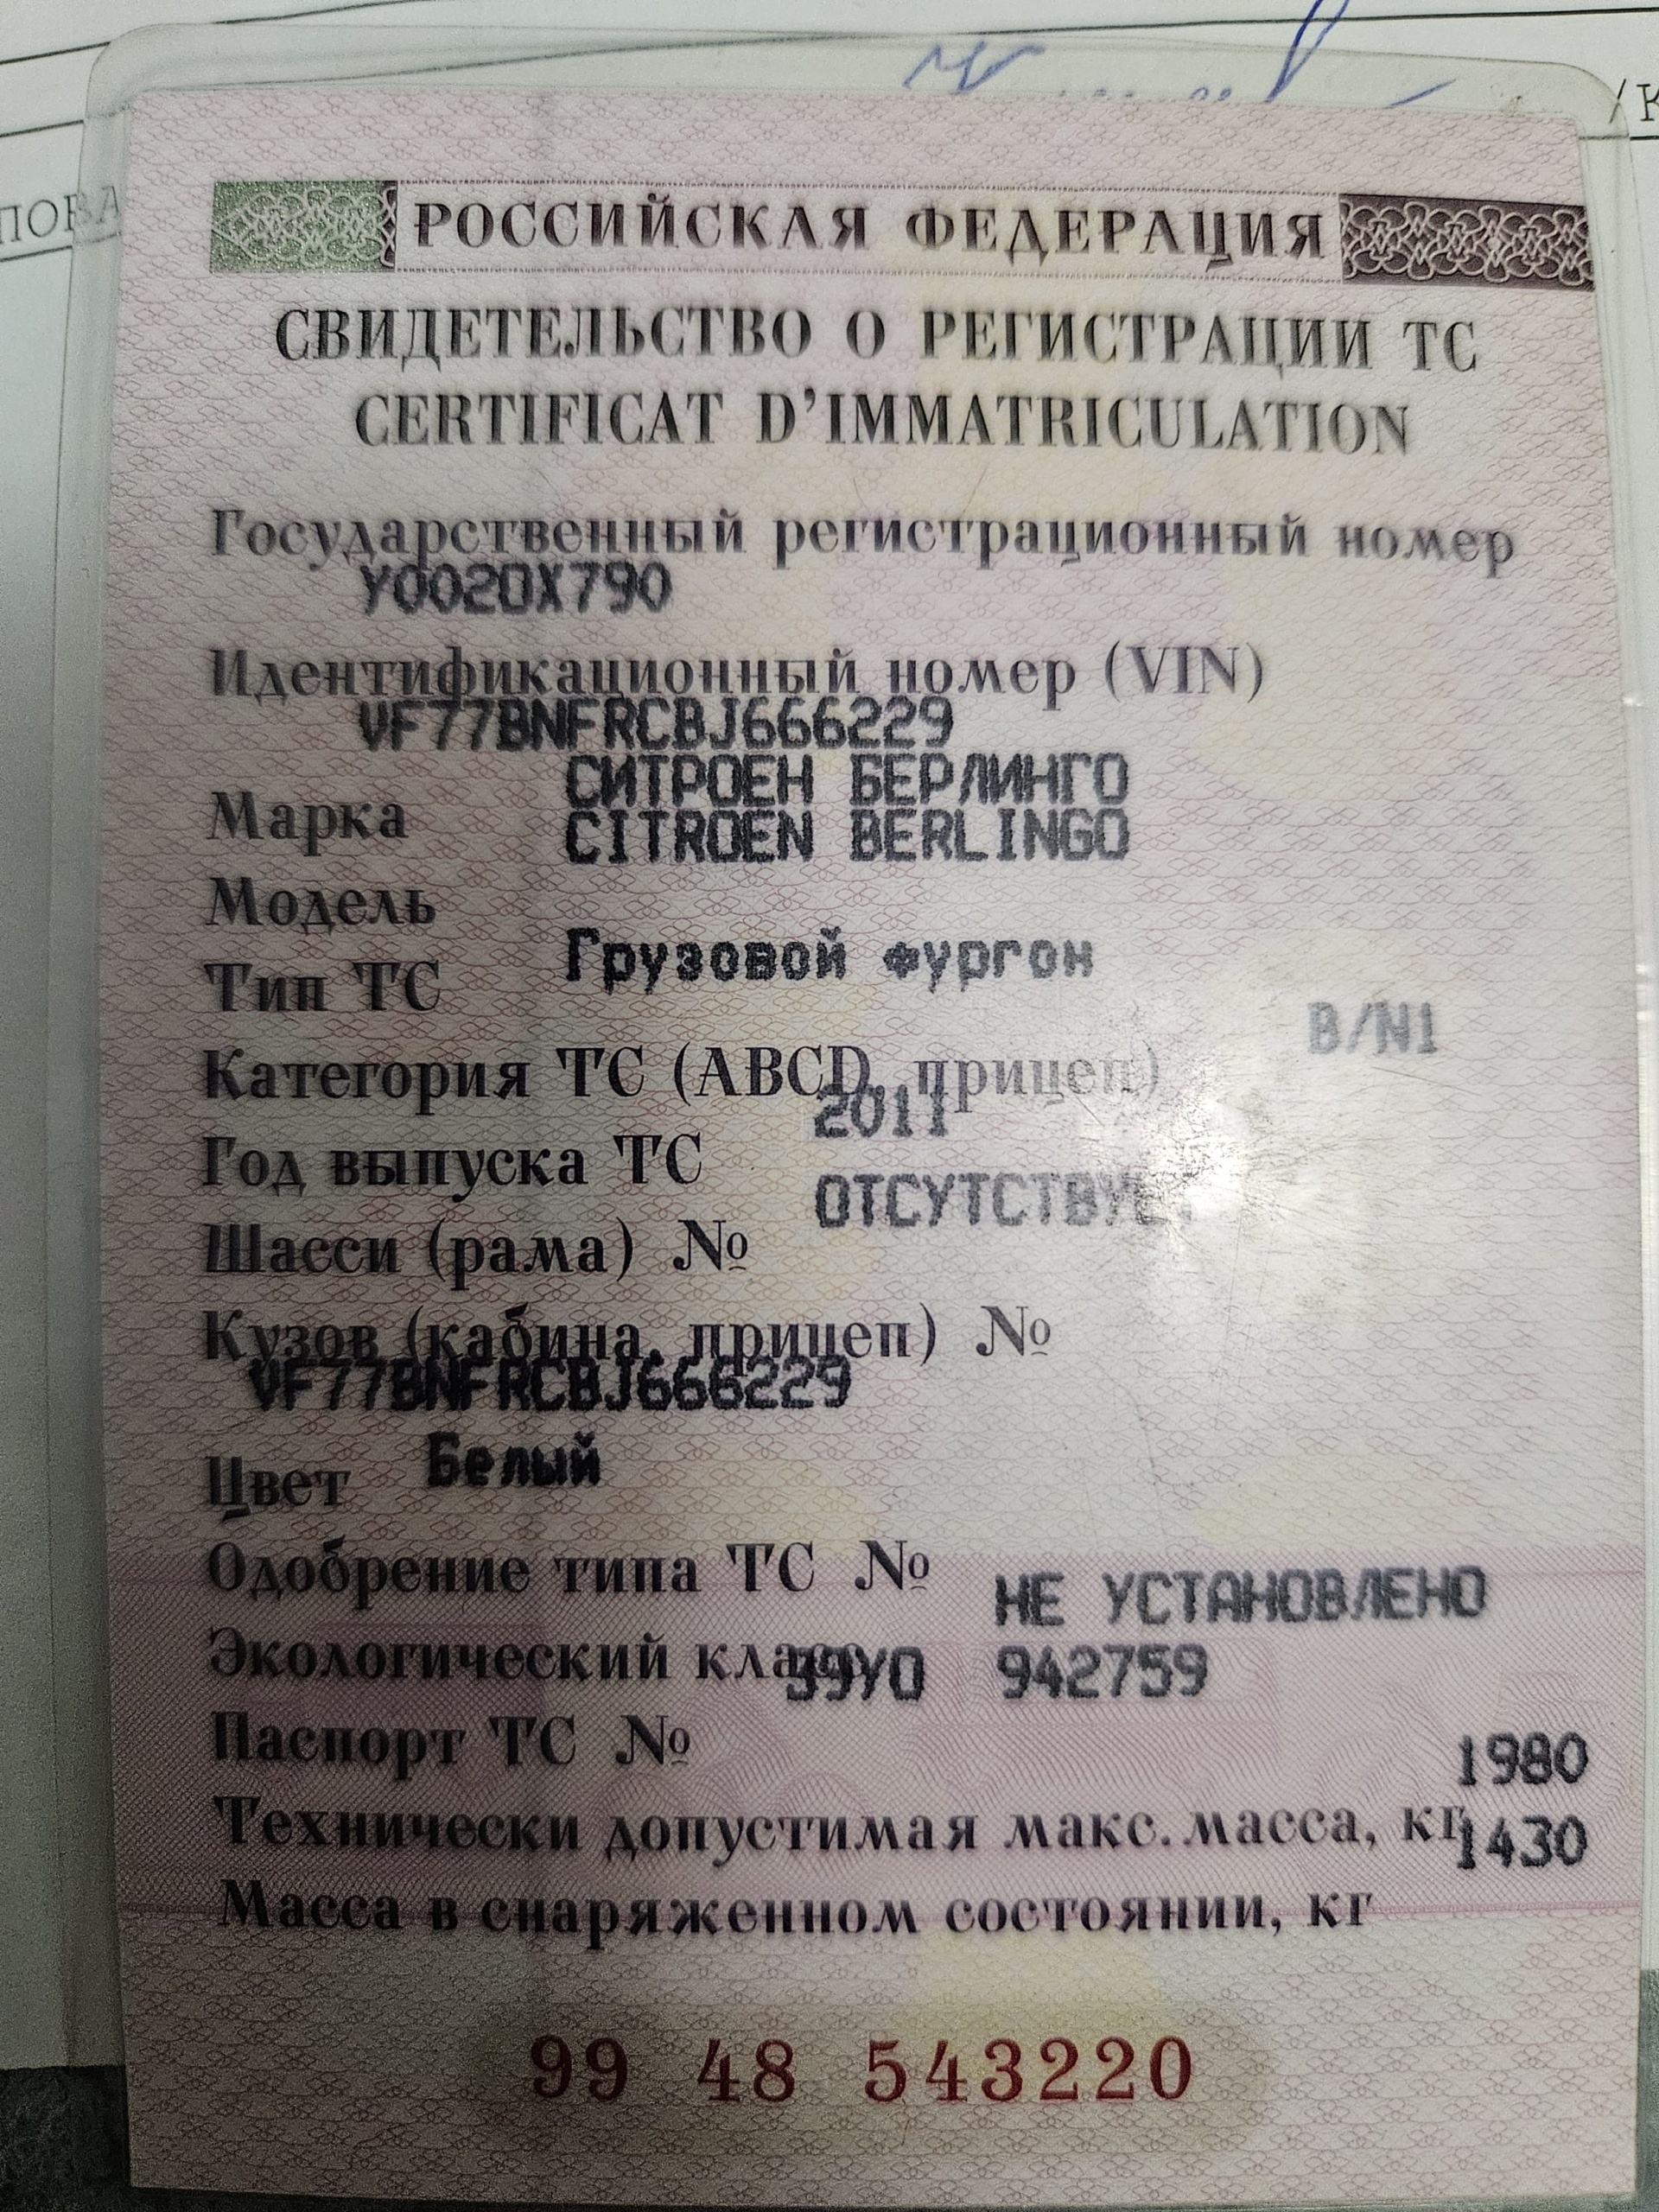 ПОВА
/К
РОССИЙСКАЯ ФЕДЕРАЦИЯ
СВИДЕТЕЛЬСТВО О РЕГИСТРАЦИИ ТС
CERTIFICAT D'IMMATRICULATION
Государственный регистрационный номер
У002ОХ790
Идентификационный номер (VIN)
VF77BNFRCBJ666229
СИТРОЕН БЕРЛИНГО
Марка CITROEN BERLINGO
Модель
Грузовой фургон
Тип ТС
B/N1
Категория ТС (ABCD, прицеп)
2011
Год выпуска ТС
ОТСУТСТВУЕТ
Шасси (рама) №
Кузов (кабина, прицеп) №
VF77BNFRCBJ666229
Цвет Белый
Одобрение типа ТС №
НЕ УСТАНОВЛЕНО
Экологический класс
39УО 942759
Паспорт ТС №
1980
Технически допустимая макс. масса, кг
1430
Масса в снаряженном состоянии, кг
99 48 543220